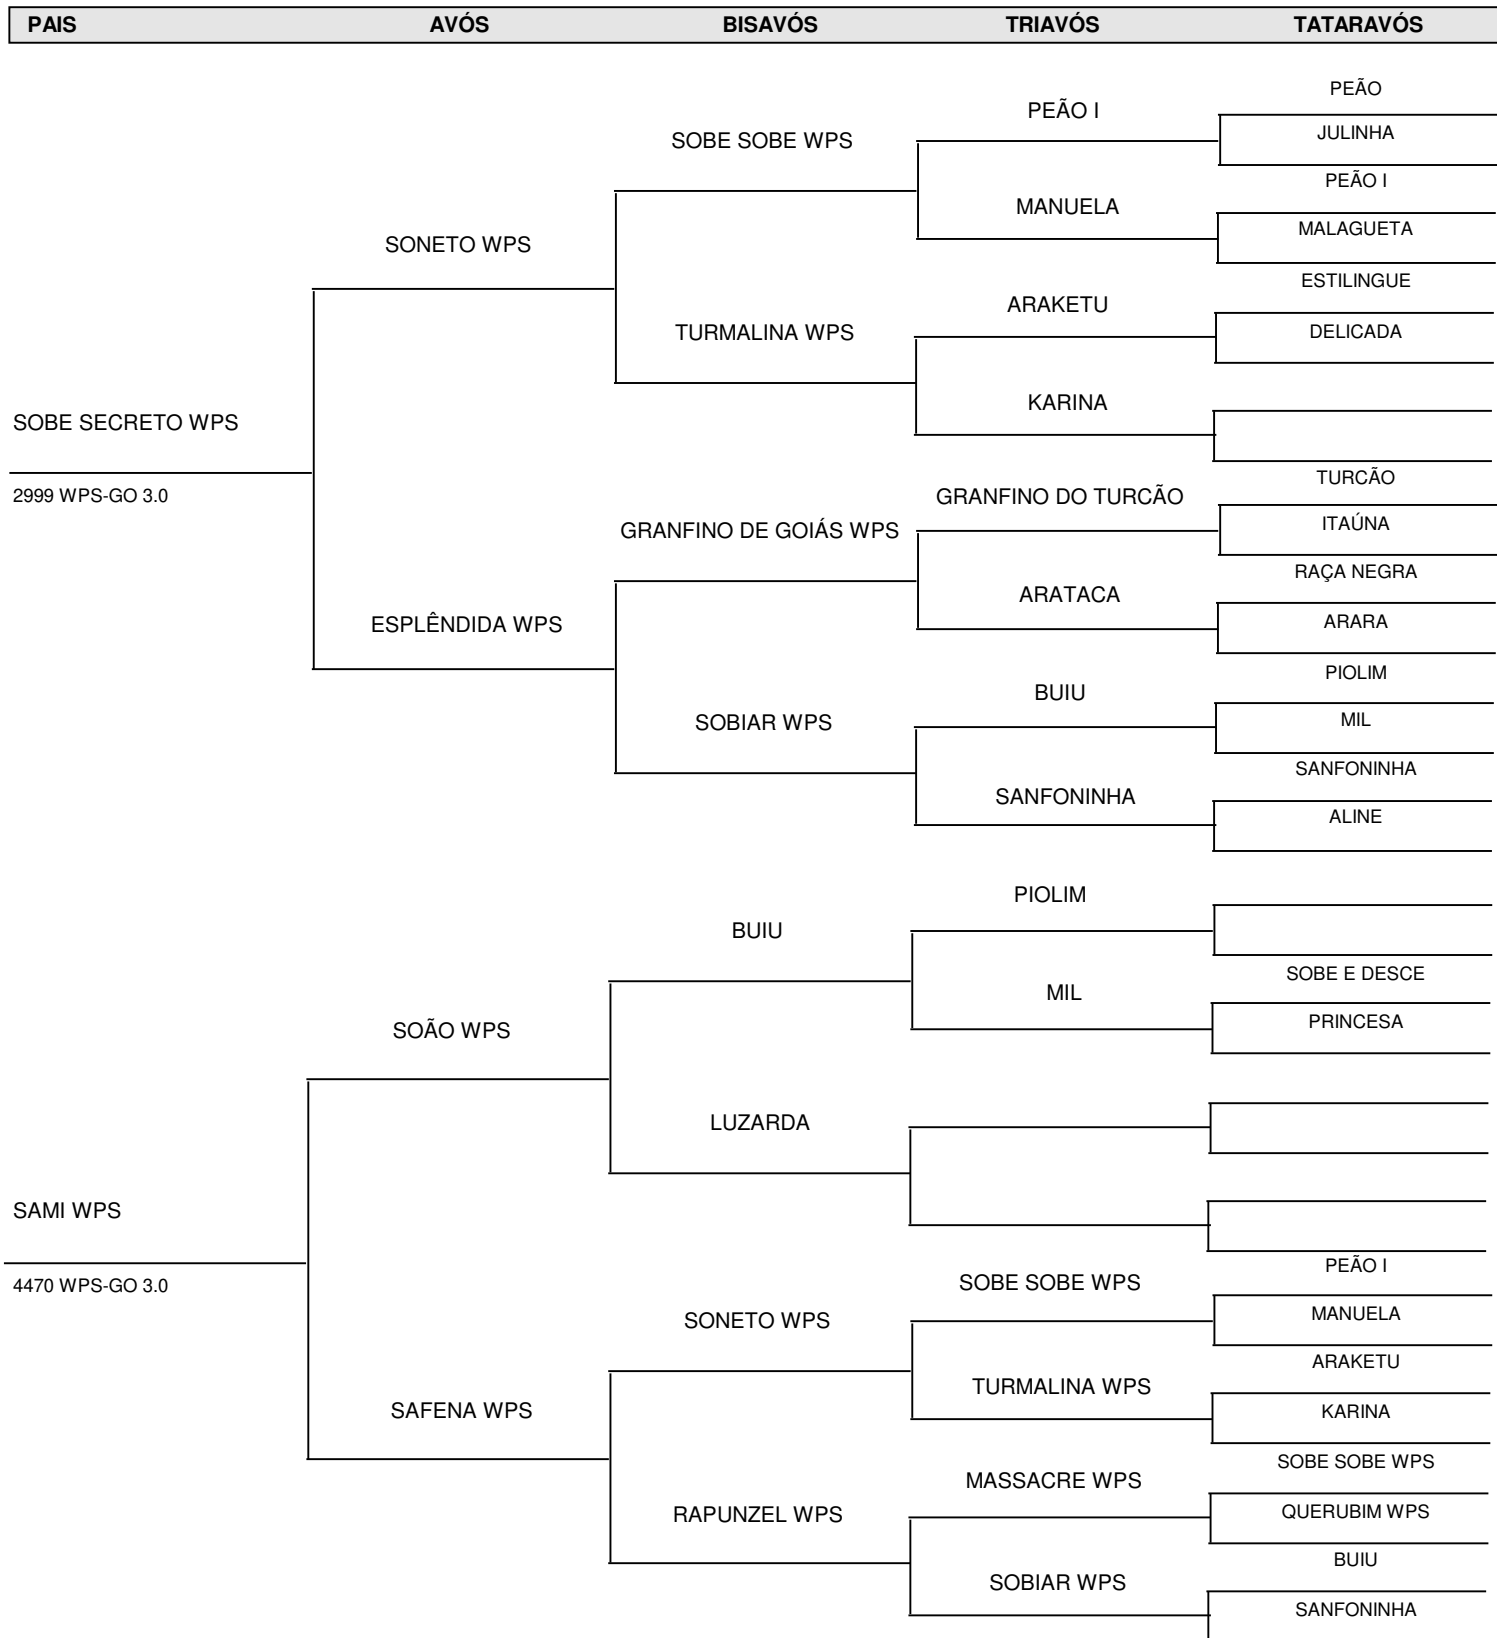 PAIS AVÓS BISAVÓS TRIAVÓS TATARAVÓS
PEÃO
PEÃO I
JULINHA
SOBE SOBE WPS
PEÃO I
MANUELA
MALAGUETA
SONETO WPS
ESTILINGUE
ARAKETU
TURMALINA WPS
DELICADA
KARINA
SOBE SECRETO WPS
TURCÃO
2999 WPS-GO 3.0
GRANFINO DO TURCÃO
ITAÚNA
GRANFINO DE GOIÁS WPS
RAÇA NEGRA
ARATACA
ESPLÊNDIDA WPS
ARARA
PIOLIM
BUIU
SOBIAR WPS
MIL
SANFONINHA
SANFONINHA
ALINE
PIOLIM
BUIU
SOBE E DESCE
MIL
SOÃO WPS
PRINCESA
LUZARDA
SAMI WPS
PEÃO I
4470 WPS-GO 3.0
SOBE SOBE WPS
SONETO WPS
MANUELA
ARAKETU
TURMALINA WPS
SAFENA WPS
KARINA
SOBE SOBE WPS
MASSACRE WPS
RAPUNZEL WPS
QUERUBIM WPS
BUIU
SOBIAR WPS
SANFONINHA